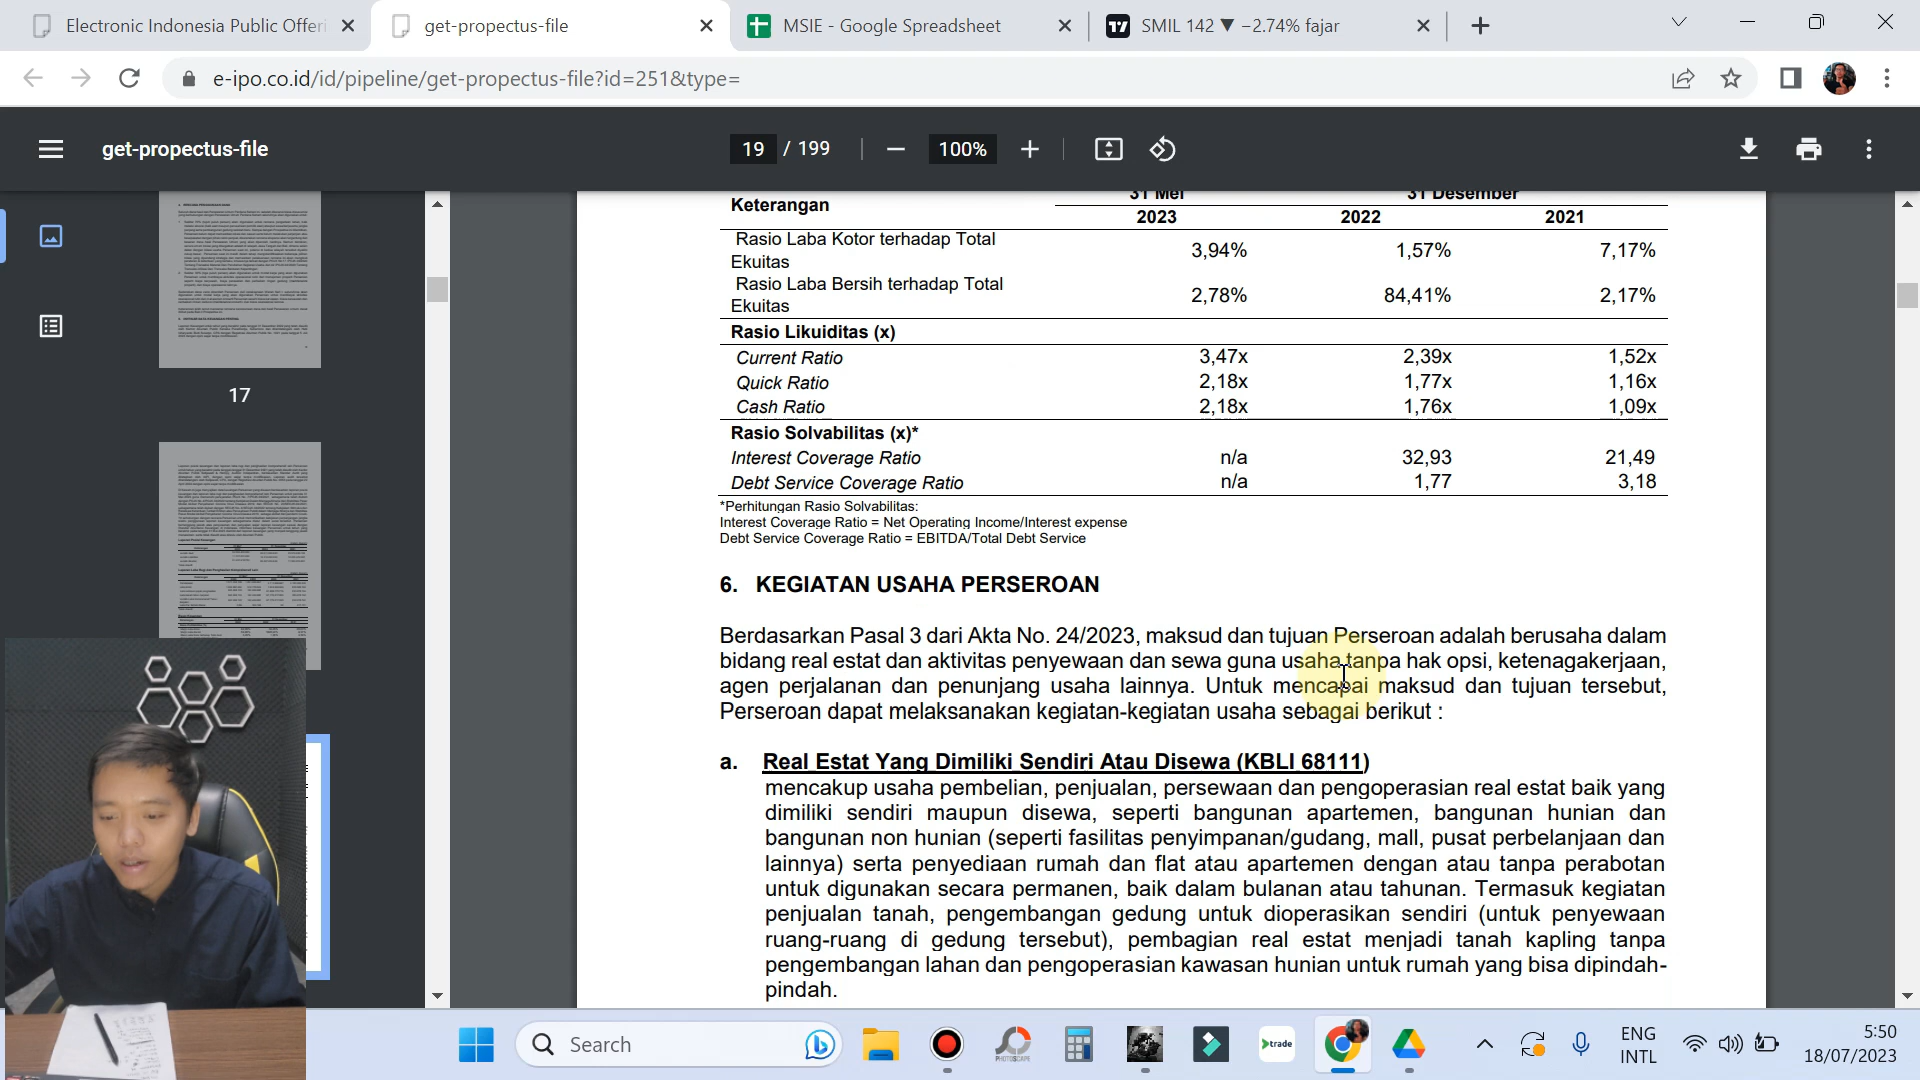 Electronic Indonesia Public Offeri
get-propectus-file
MSIE - Google Spreadsheet
SMIL 142 ▼ −2.74% fajar
e-ipo.co.id/id/pipeline/get-propectus-file?id=251&type=
get-propectus-file
19 / 199
100%
17
31 Mei 31 Desember
Keterangan
2023 2022 2021
Rasio Laba Kotor terhadap Total
Ekuitas 3,94% 1,57% 7,17%
Rasio Laba Bersih terhadap Total
Ekuitas 2,78% 84,41% 2,17%
Rasio Likuiditas (x)
Current Ratio 3,47x 2,39x 1,52x
Quick Ratio 2,18x 1,77x 1,16x
Cash Ratio 2,18x 1,76x 1,09x
Rasio Solvabilitas (x)*
Interest Coverage Ratio n/a 32,93 21,49
Debt Service Coverage Ratio n/a 1,77 3,18
*Perhitungan Rasio Solvabilitas:
Interest Coverage Ratio = Net Operating Income/Interest expense
Debt Service Coverage Ratio = EBITDA/Total Debt Service
6. KEGIATAN USAHA PERSEROAN
Berdasarkan Pasal 3 dari Akta No. 24/2023, maksud dan tujuan Perseroan adalah berusaha dalam
bidang real estat dan aktivitas penyewaan dan sewa guna usaha tanpa hak opsi, ketenagakerjaan,
agen perjalanan dan penunjang usaha lainnya. Untuk mencapai maksud dan tujuan tersebut,
Perseroan dapat melaksanakan kegiatan-kegiatan usaha sebagai berikut :
a. Real Estat Yang Dimiliki Sendiri Atau Disewa (KBLI 68111)
mencakup usaha pembelian, penjualan, persewaan dan pengoperasian real estat baik yang
dimiliki sendiri maupun disewa, seperti bangunan apartemen, bangunan hunian dan
bangunan non hunian (seperti fasilitas penyimpanan/gudang, mall, pusat perbelanjaan dan
lainnya) serta penyediaan rumah dan flat atau apartemen dengan atau tanpa perabotan
untuk digunakan secara permanen, baik dalam bulanan atau tahunan. Termasuk kegiatan
penjualan tanah, pengembangan gedung untuk dioperasikan sendiri (untuk penyewaan
ruang-ruang di gedung tersebut), pembagian real estat menjadi tanah kapling tanpa
pengembangan lahan dan pengoperasian kawasan hunian untuk rumah yang bisa dipindah-
pindah.
Search
PHOTOSCAPE
trade
ENG
INTL
5:50
18/07/2023